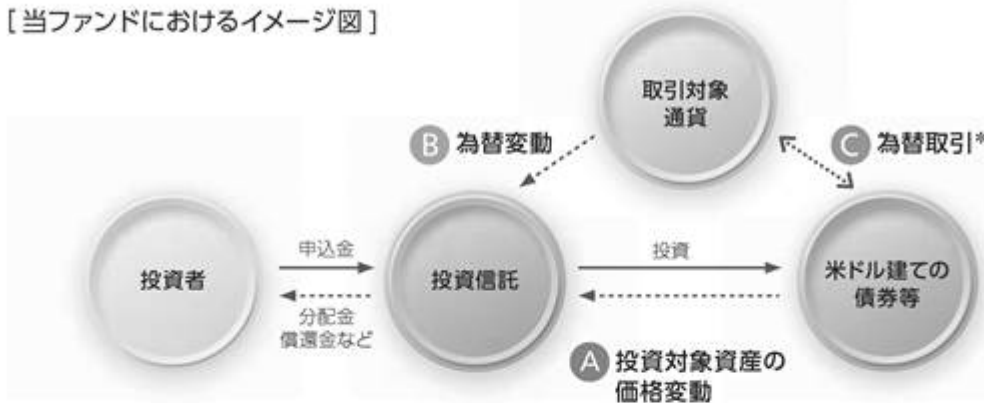 [ 当ファンドにおけるイメージ図 ]
取引対象
通貨
B 為替変動
C 為替取引*
投資者
申込金
分配金
償還金など
投資信託
投資
米ドル建ての
債券等
A 投資対象資産の
価格変動